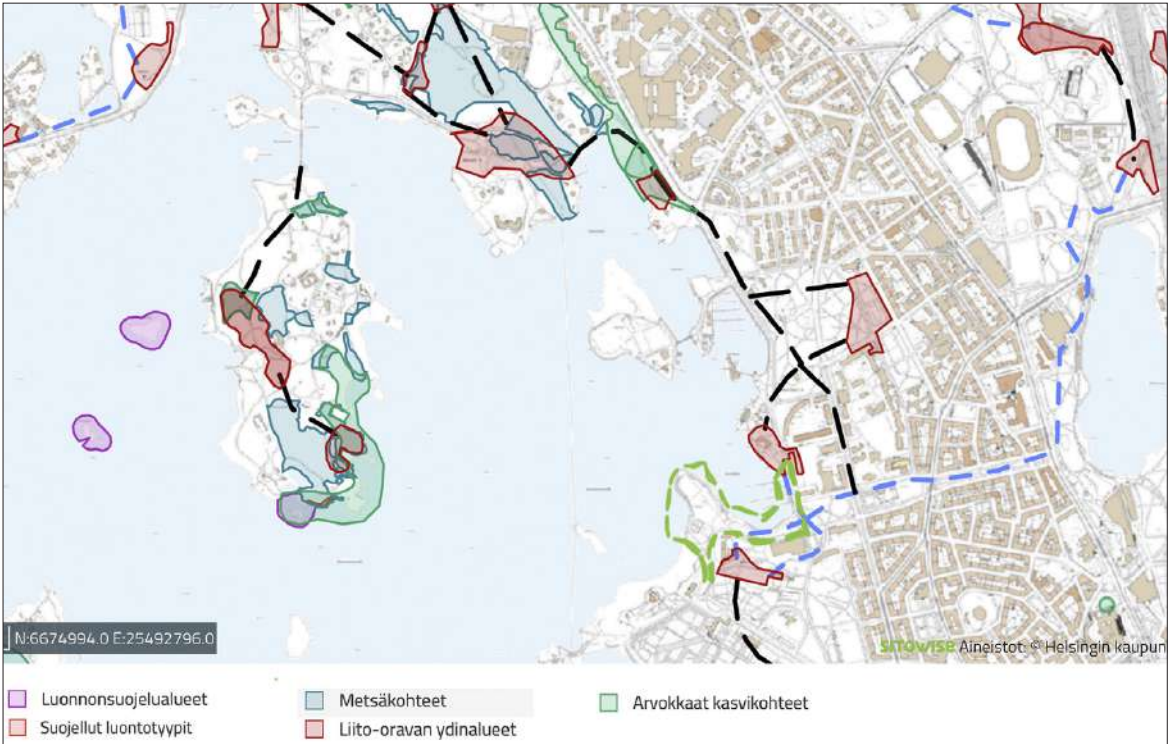 N:6674994.0 E:25492796.0
sitowise Aineistot: © Helsingin kaupun
Luonnonsuojelualueet
Metsäkohteet
Arvokkaat kasvikohteet
Suojellut luontotyypit
Liito-oravan ydinalueet